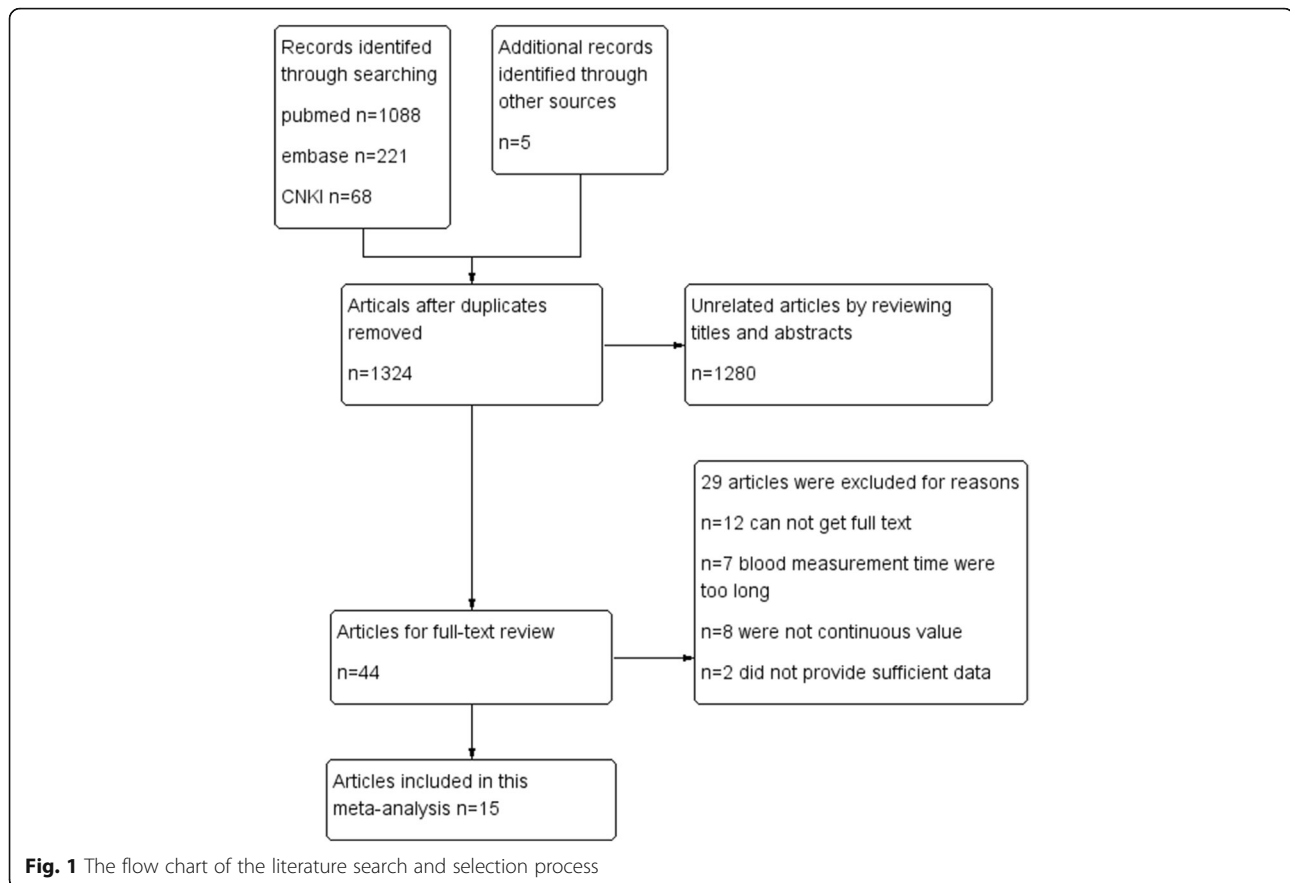 Records identifed
through searching
pubmed n=1088
embase n=221
CNKI n=68
Additional records
identified through
other sources
n=5
Articals after duplicates
removed
n=1324
Unrelated articles by reviewing
titles and abstracts
n=1280
29 articles were excluded for reasons
n=12 can not get full text
n=7 blood measurement time were
too long
n=8 were not continuous value
n=2 did not provide sufficient data
Articles for full-text review
n=44
Articles included in this
meta-analysis n=15
Fig. 1 The flow chart of the literature search and selection process